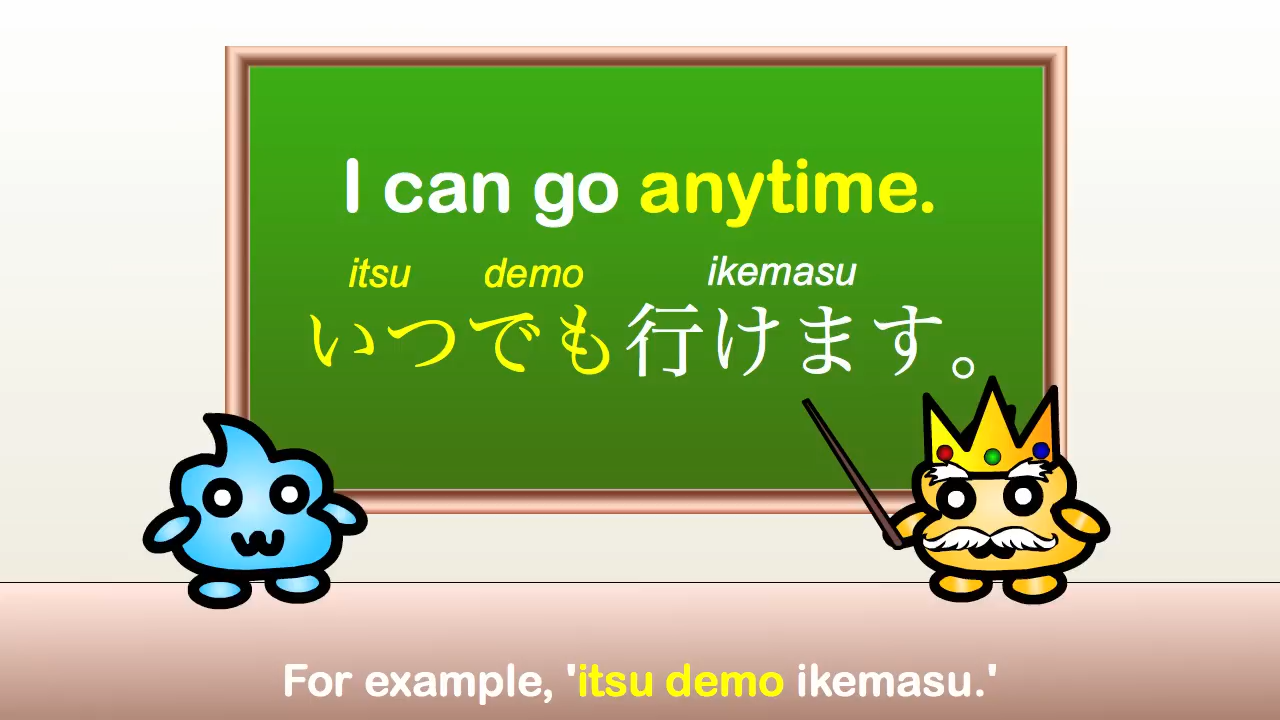 I can go anytime.
itsu demo ikemasu
いつでも行けます。
For example, 'itsu demo ikemasu.'